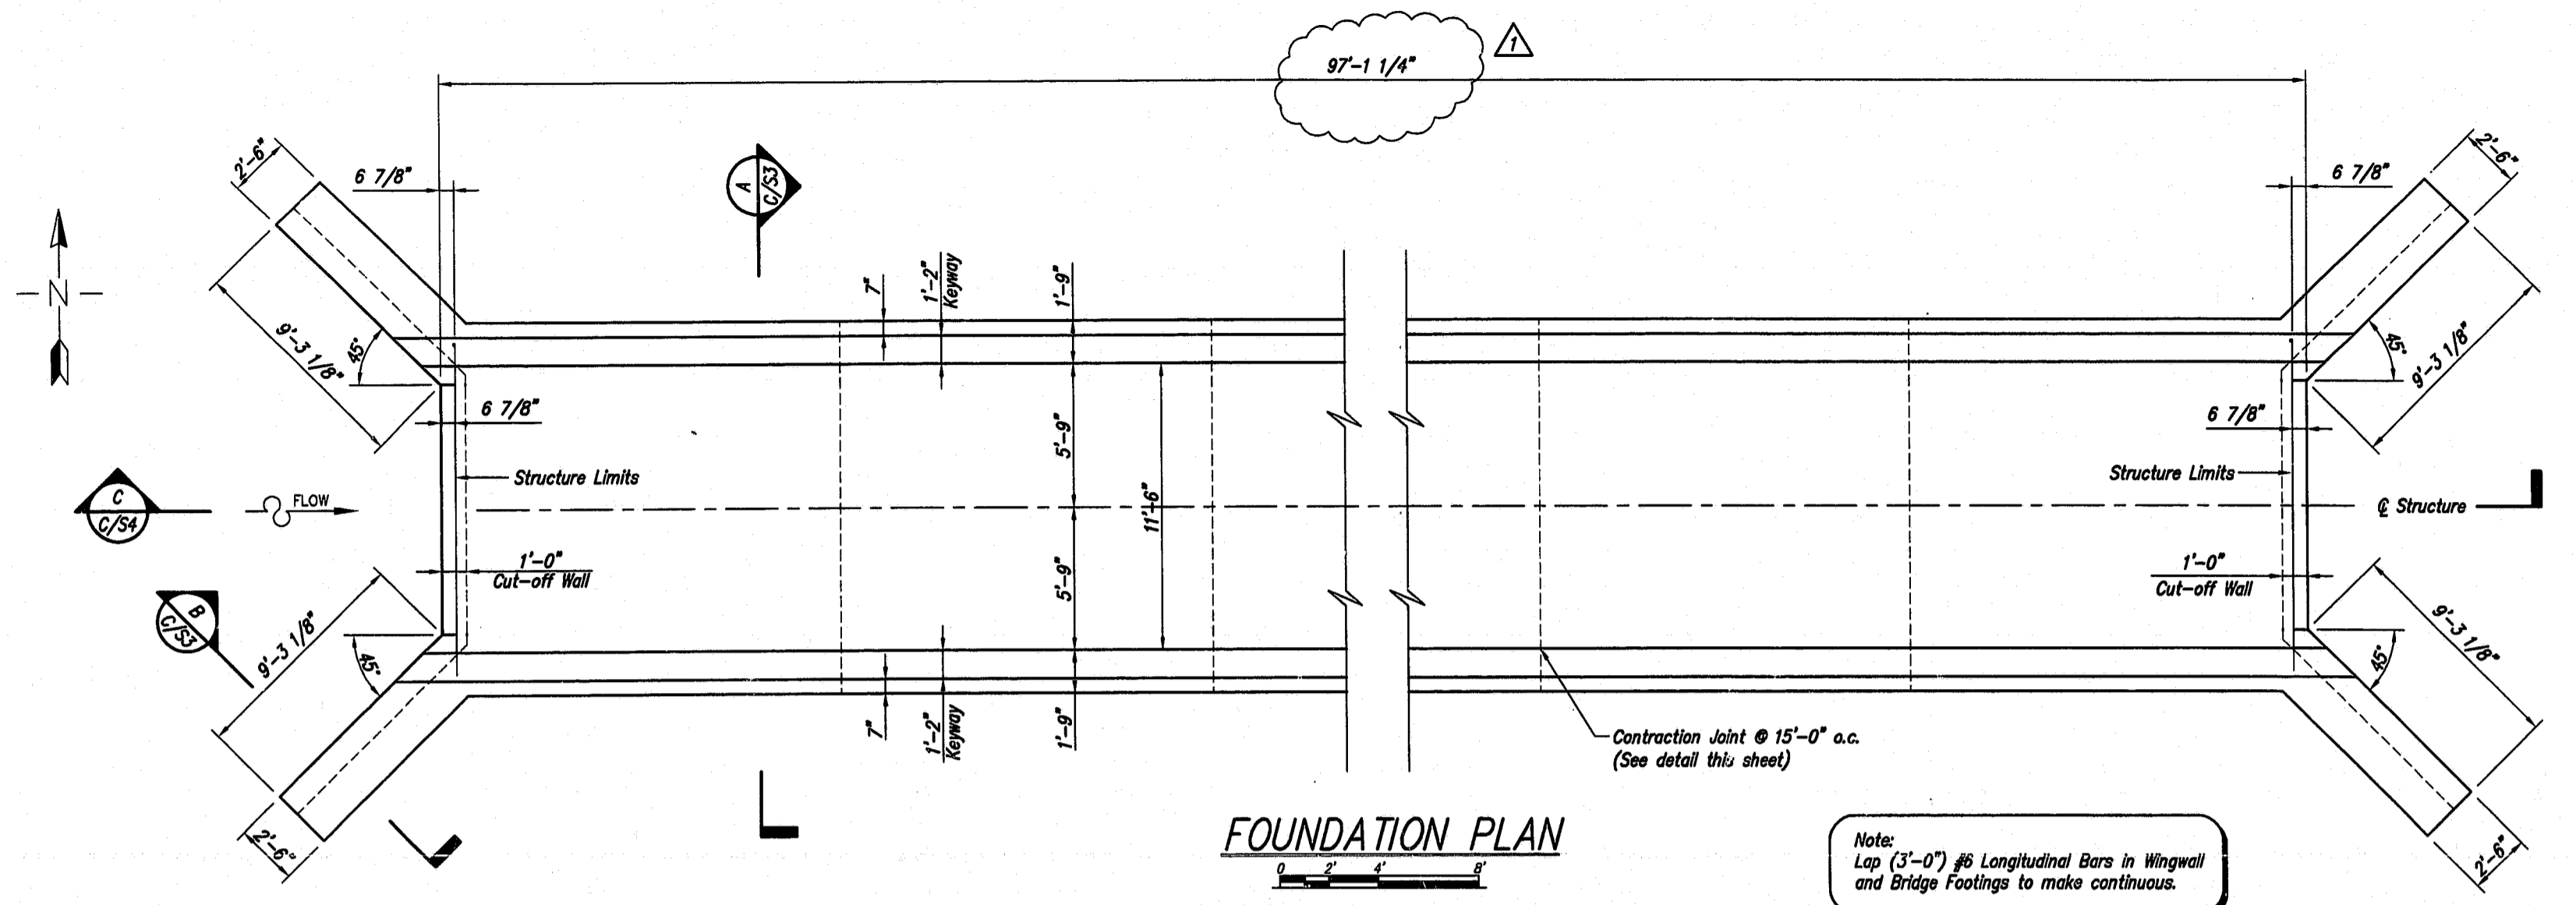 97'-1 1/4"
1
2'-6"
6 7/8"
A
C/S3
6 7/8"
2'-6"
N
7"
1'-2"
Keyway
1'-9"
9'-3 1/8"
45°
45°
9'-3 1/8"
6 7/8"
5'-9"
6 7/8"
Structure Limits
Structure Limits
C
C/S4
FLOW
11'-6"
℄ Structure
1'-0"
Cut-off Wall
5'-9"
1'-0"
Cut-off Wall
B
C/S3
9'-3 1/8"
45°
45°
9'-3 1/8"
7"
1'-2"
Keyway
1'-9"
Contraction Joint @ 15'-0" o.c.
(See detail this sheet)
2'-6"
2'-6"
FOUNDATION PLAN
0 2' 4' 8'
Note:
Lap (3'-0") #6 Longitudinal Bars in Wingwall
and Bridge Footings to make continuous.